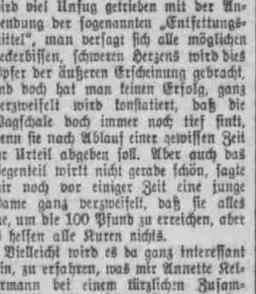 ird viel Unfug getrieben mit der An-
endung der sogenannten „Entfettungs-
ittel", man versagt sich alle möglichen
eckerbissen, schweren Herzens wird dies
pfer der äußeren Erscheinung gebracht,
nd doch hat man keinen Erfolg, ganz
erzweifelt wird konstatiert, daß die
Wagschale doch immer noch tief sinkt,
enn sie nach Ablauf einer gewissen Zeit
hr Urteil abgeben soll. Aber auch das
egenteil wirkt nicht gerade schön, sagte
ir noch vor einiger Zeit eine junge
ame ganz verzweifelt, daß sie alles
ue, um die 100 Pfund zu erreichen, aber
s helfen alle Kuren nichts.
Vielleicht wird es da ganz interessant
in, zu erfahren, was mir Annette Kel-
ermann bei einem kürzlichen Zusam-